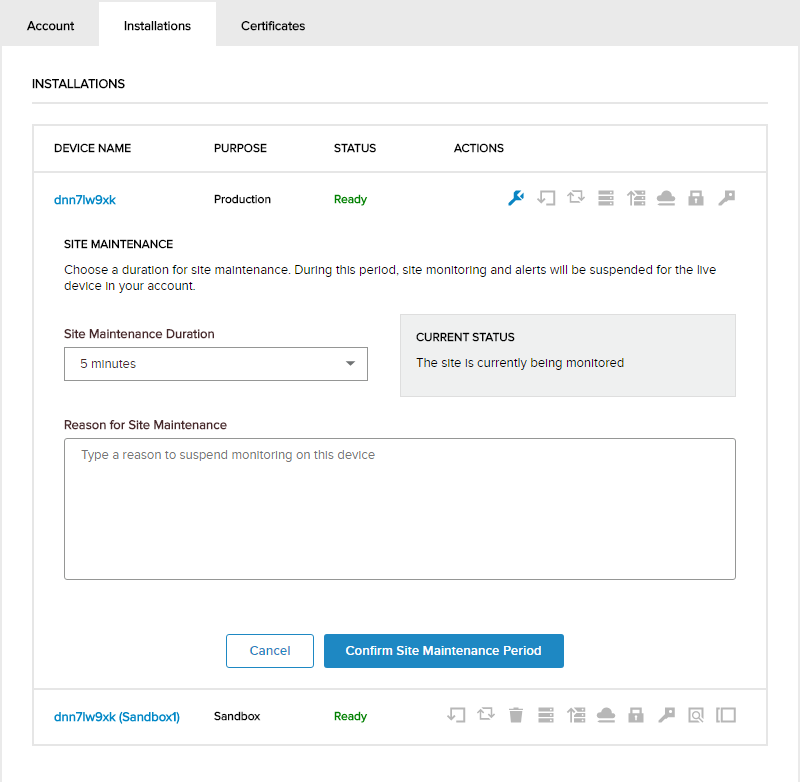 Account Installations Certificates
INSTALLATIONS
DEVICE NAME PURPOSE STATUS ACTIONS
dnn7lw9xk Production Ready
SITE MAINTENANCE
Choose a duration for site maintenance. During this period, site monitoring and alerts will be suspended for the live
device in your account.
Site Maintenance Duration
5 minutes
CURRENT STATUS
The site is currently being monitored
Reason for Site Maintenance
Type a reason to suspend monitoring on this device
Cancel Confirm Site Maintenance Period
dnn7lw9xk (Sandbox1) Sandbox Ready